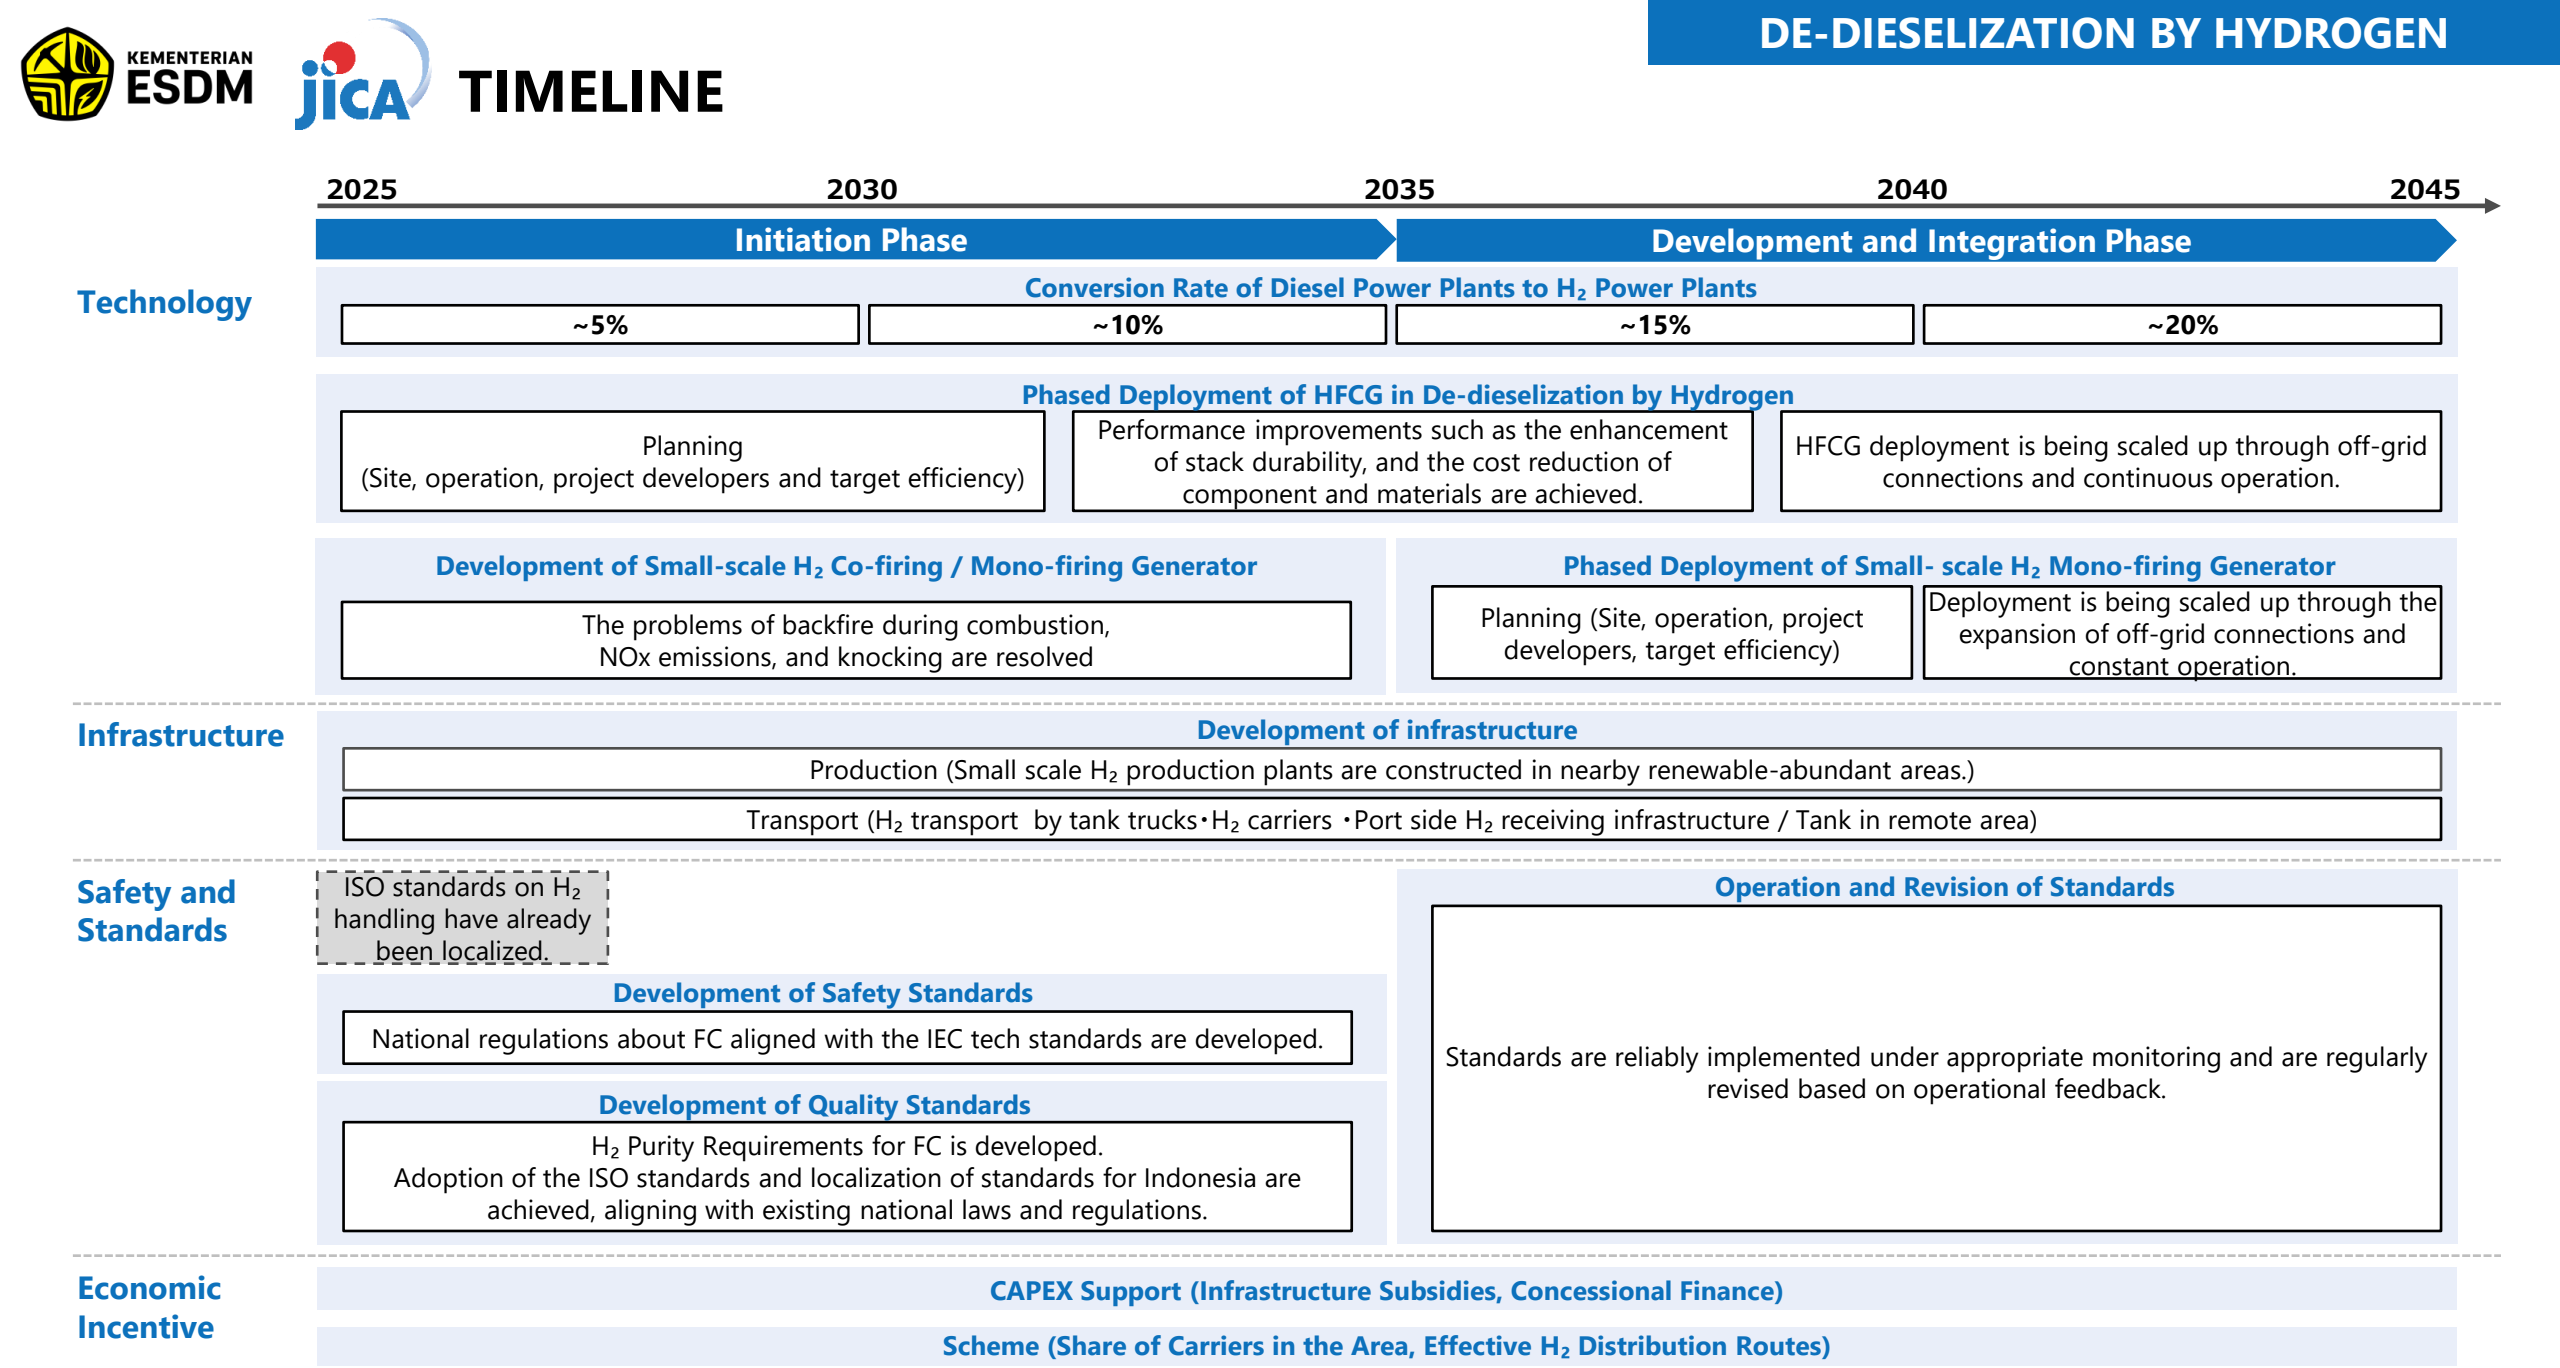 DE-DIESELIZATION BY HYDROGEN
KEMENTERIAN
ESDM
jICA
TIMELINE
2025 2030 2035 2040 2045
Initiation Phase
Development and Integration Phase
Technology
Conversion Rate of Diesel Power Plants to H₂ Power Plants
~5% ~10% ~15% ~20%
Phased Deployment of HFCG in De-dieselization by Hydrogen
Planning
(Site, operation, project developers and target efficiency)
Performance improvements such as the enhancement
of stack durability, and the cost reduction of
component and materials are achieved.
HFCG deployment is being scaled up through off-grid
connections and continuous operation.
Development of Small-scale H₂ Co-firing / Mono-firing Generator
The problems of backfire during combustion,
NOx emissions, and knocking are resolved
Phased Deployment of Small- scale H₂ Mono-firing Generator
Planning (Site, operation, project
developers, target efficiency)
Deployment is being scaled up through the
expansion of off-grid connections and
constant operation.
Infrastructure
Development of infrastructure
Production (Small scale H₂ production plants are constructed in nearby renewable-abundant areas.)
Transport (H₂ transport by tank trucks・H₂ carriers ・Port side H₂ receiving infrastructure / Tank in remote area)
Safety and
Standards
ISO standards on H₂
handling have already
been localized.
Development of Safety Standards
National regulations about FC aligned with the IEC tech standards are developed.
Development of Quality Standards
H₂ Purity Requirements for FC is developed.
Adoption of the ISO standards and localization of standards for Indonesia are
achieved, aligning with existing national laws and regulations.
Operation and Revision of Standards
Standards are reliably implemented under appropriate monitoring and are regularly
revised based on operational feedback.
Economic
Incentive
CAPEX Support (Infrastructure Subsidies, Concessional Finance)
Scheme (Share of Carriers in the Area, Effective H₂ Distribution Routes)